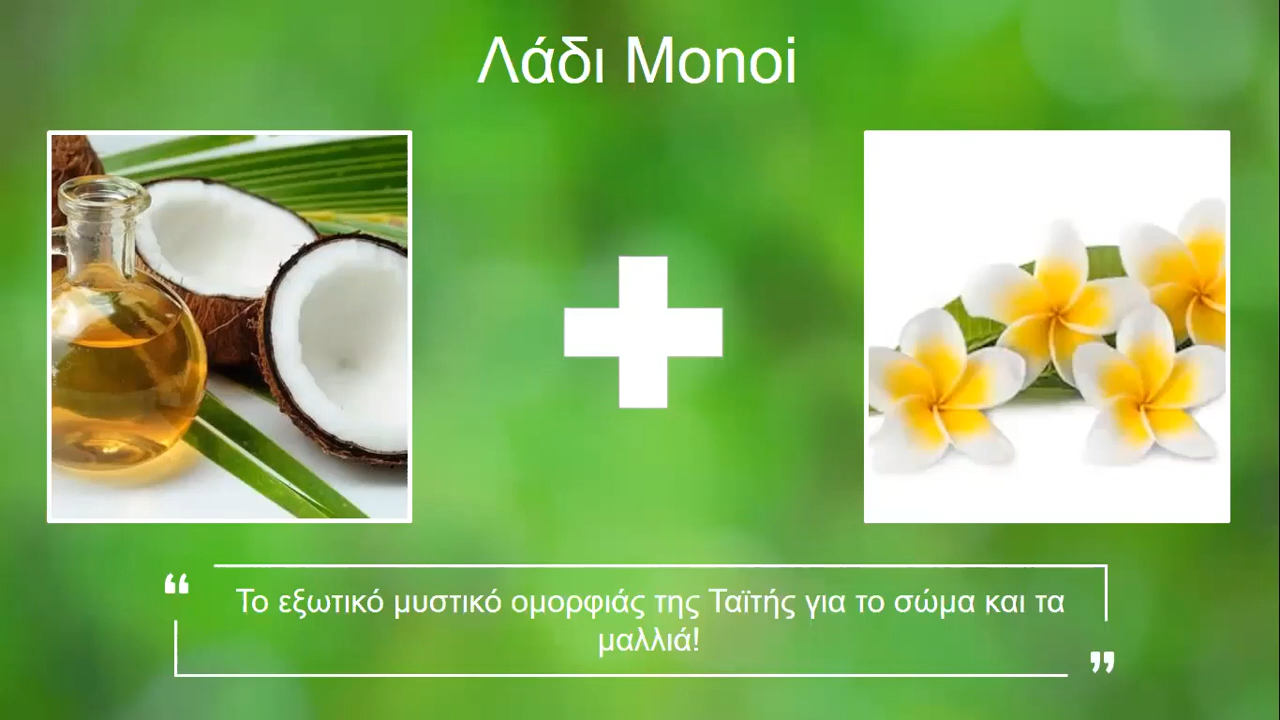 Λάδι Monoi
“ Το εξωτικό μυστικό ομορφιάς της Ταϊτής για το σώμα και τα
μαλλιά! ”